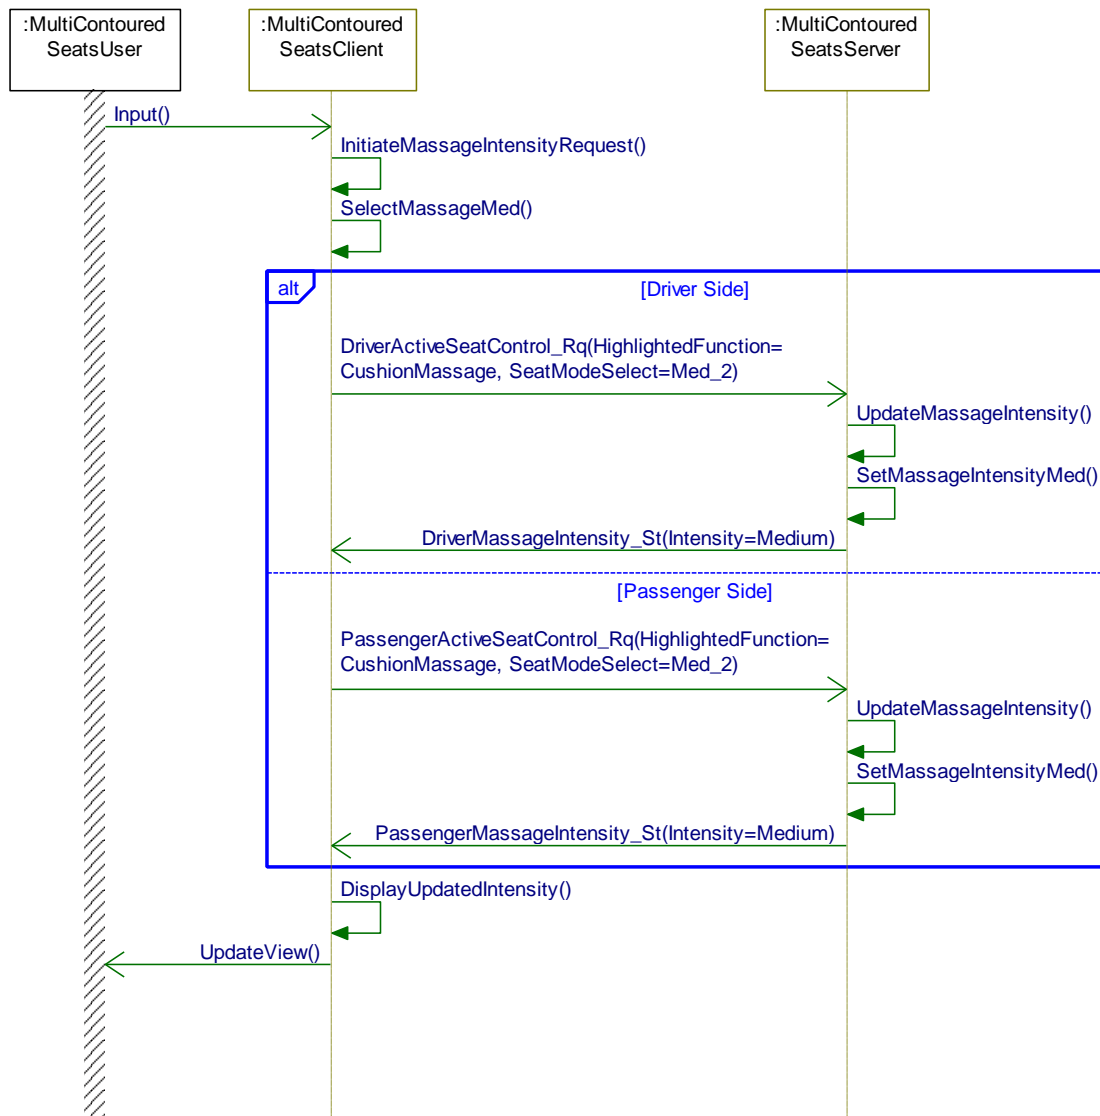 :MultiContoured
SeatsUser
:MultiContoured
SeatsClient
:MultiContoured
SeatsServer
Input()
InitiateMassageIntensityRequest()
SelectMassageMed()
alt
[Driver Side]
DriverActiveSeatControl_Rq(HighlightedFunction=
CushionMassage, SeatModeSelect=Med_2)
UpdateMassageIntensity()
SetMassageIntensityMed()
DriverMassageIntensity_St(Intensity=Medium)
[Passenger Side]
PassengerActiveSeatControl_Rq(HighlightedFunction=
CushionMassage, SeatModeSelect=Med_2)
UpdateMassageIntensity()
SetMassageIntensityMed()
PassengerMassageIntensity_St(Intensity=Medium)
DisplayUpdatedIntensity()
UpdateView()